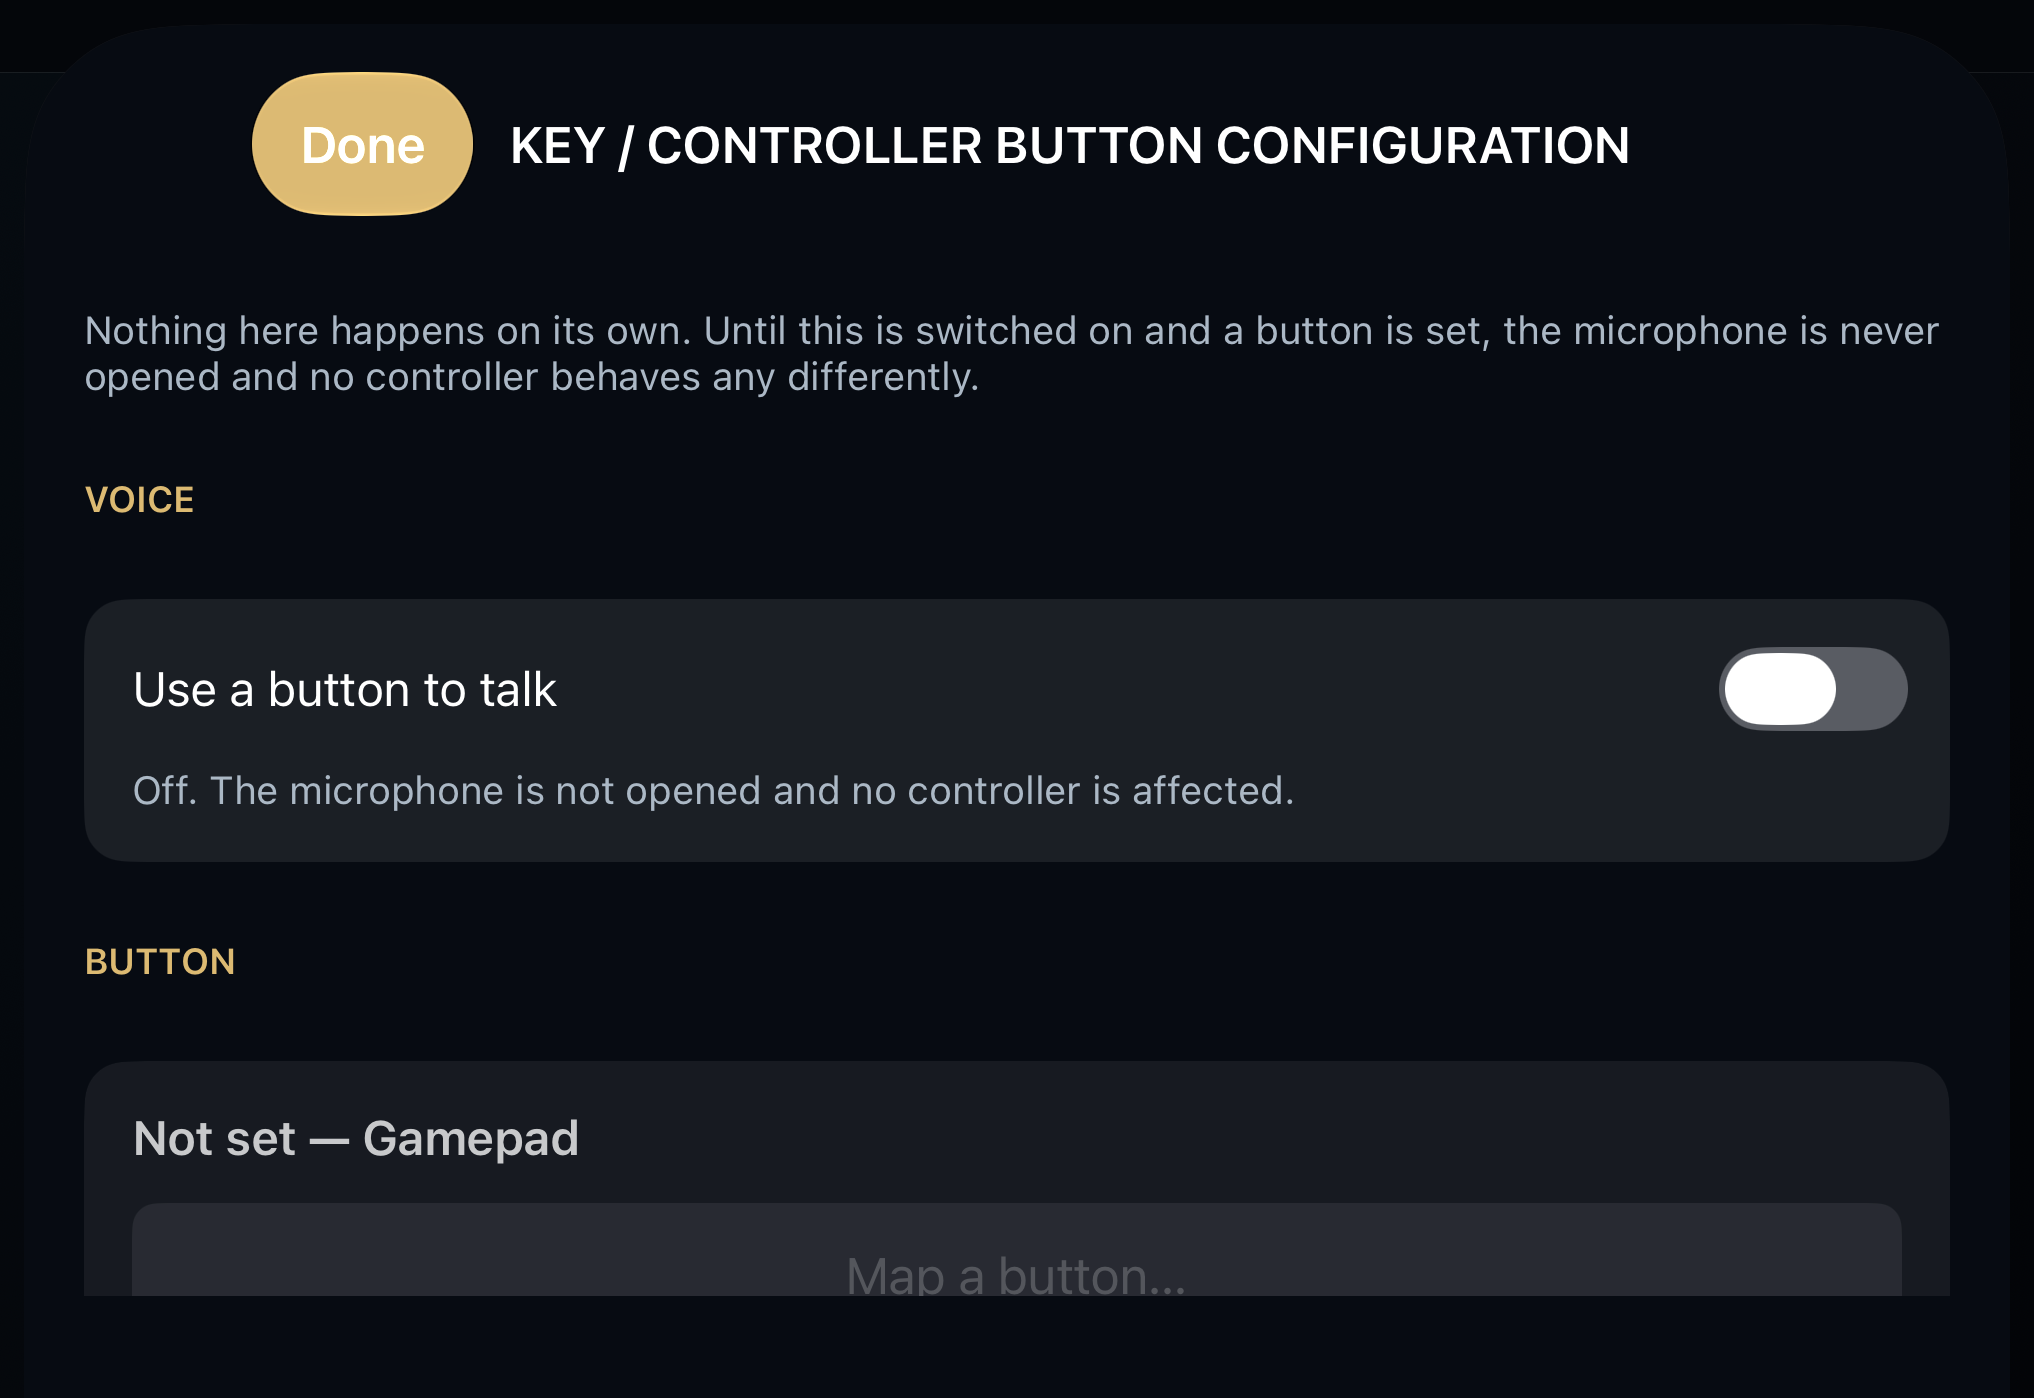 Done KEY / CONTROLLER BUTTON CONFIGURATION
Nothing here happens on its own. Until this is switched on and a button is set, the microphone is never
opened and no controller behaves any differently.
VOICE
Use a button to talk
Off. The microphone is not opened and no controller is affected.
BUTTON
Not set — Gamepad
Map a button...